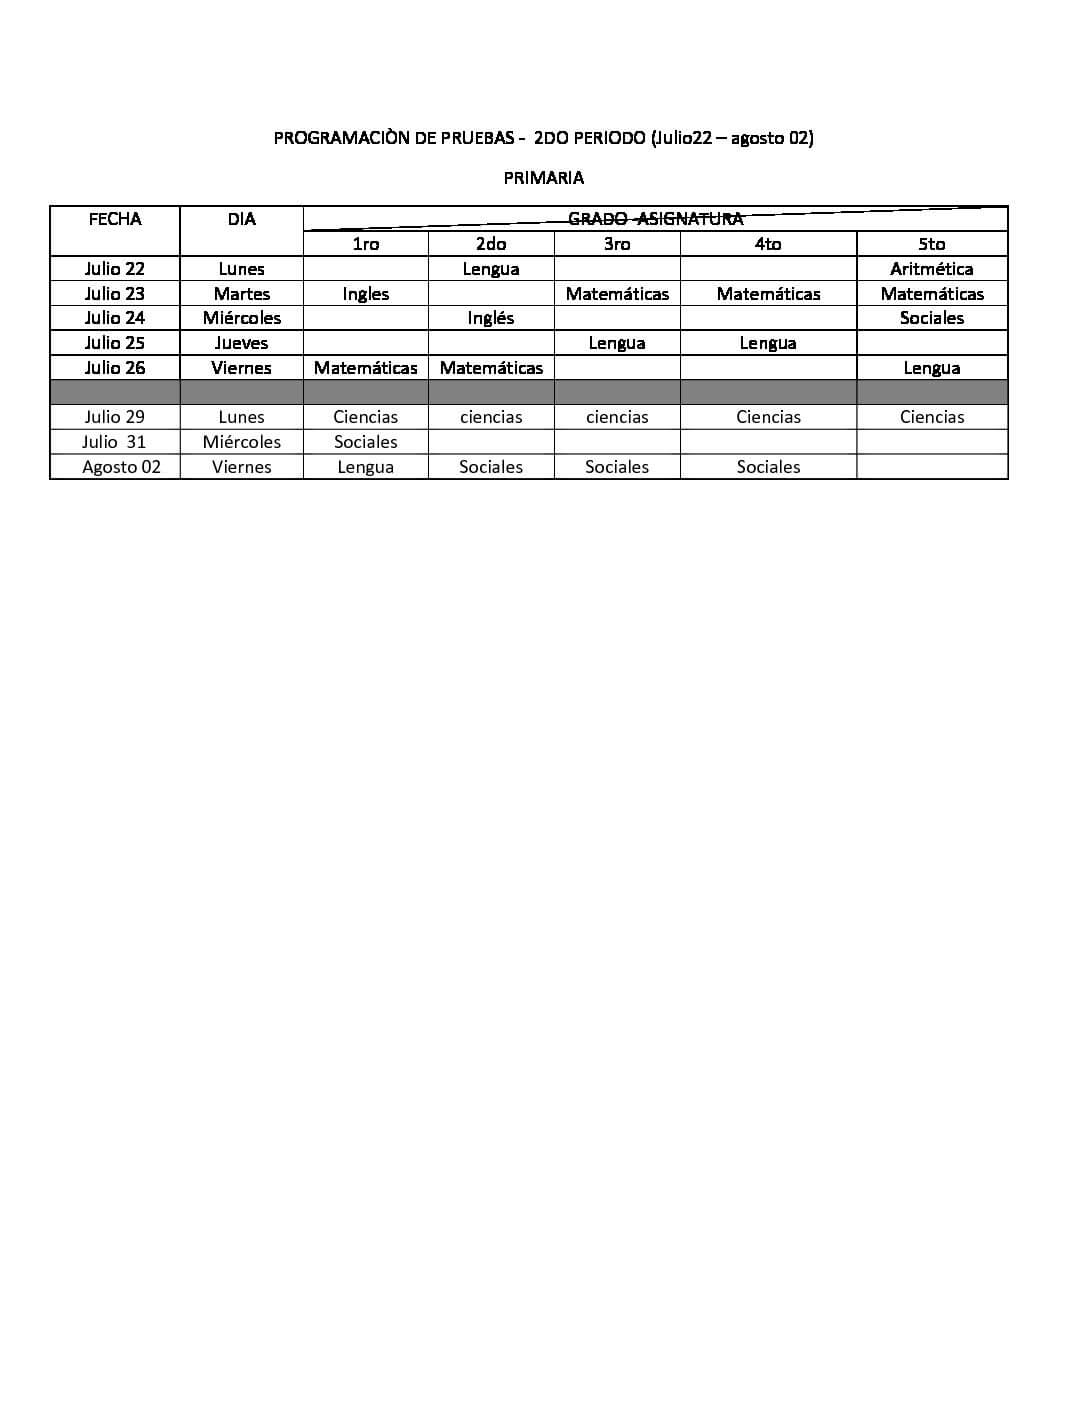 PROGRAMACIÒN DE PRUEBAS -  2DO PERIODO (Julio22 – agosto 02)
PRIMARIA
FECHA DIA GRADO  ASIGNATURA
1ro 2do 3ro 4to 5to
Julio 22 Lunes Lengua Aritmética
Julio 23 Martes Ingles Matemáticas Matemáticas Matemáticas
Julio 24 Miércoles Inglés Sociales
Julio 25 Jueves Lengua Lengua
Julio 26 Viernes Matemáticas Matemáticas Lengua
Julio 29 Lunes Ciencias ciencias ciencias Ciencias Ciencias
Julio  31 Miércoles Sociales
Agosto 02 Viernes Lengua Sociales Sociales Sociales